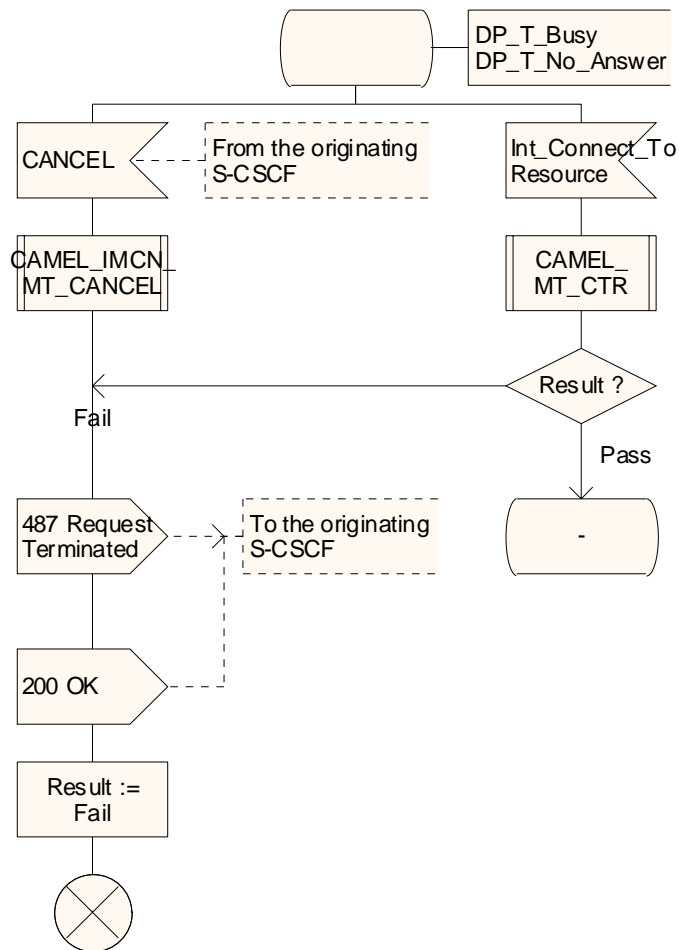 DP_T_Busy
DP_T_No_Answer
CANCEL
From the originating
S-CSCF
Int_Connect_To
Resource
CAMEL_IMCN_
MT_CANCEL
CAMEL_
MT_CTR
Result ?
Fail
Pass
487 Request
Terminated
To the originating
S-CSCF
-
200 OK
Result :=
Fail